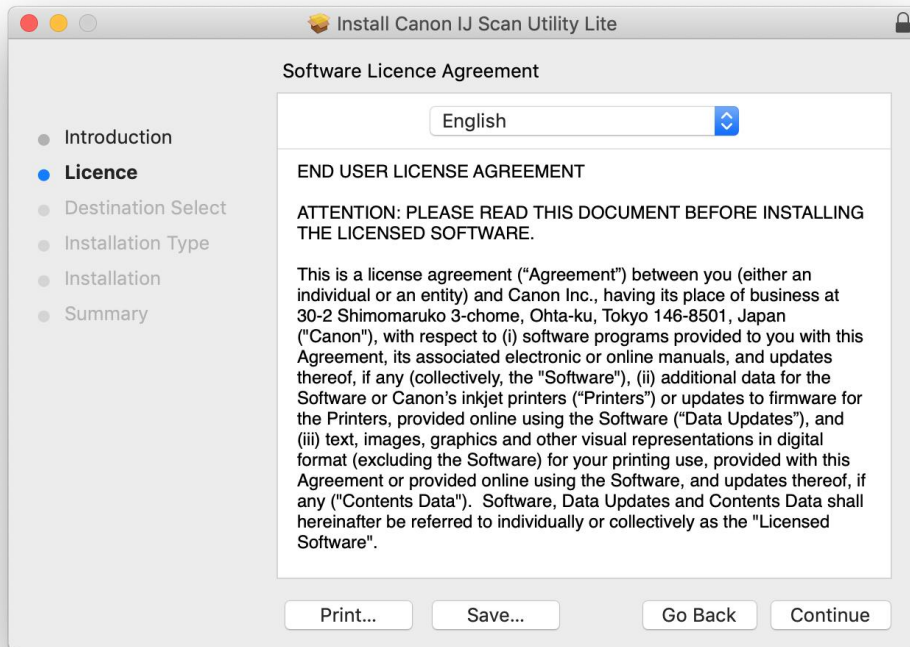 Install Canon IJ Scan Utility Lite
Software Licence Agreement
Introduction
Licence
Destination Select
Installation Type
Installation
Summary
English
END USER LICENSE AGREEMENT
ATTENTION: PLEASE READ THIS DOCUMENT BEFORE INSTALLING
THE LICENSED SOFTWARE.
This is a license agreement (“Agreement”) between you (either an
individual or an entity) and Canon Inc., having its place of business at
30-2 Shimomaruko 3-chome, Ohta-ku, Tokyo 146-8501, Japan
("Canon"), with respect to (i) software programs provided to you with this
Agreement, its associated electronic or online manuals, and updates
thereof, if any (collectively, the "Software"), (ii) additional data for the
Software or Canon’s inkjet printers (“Printers”) or updates to firmware for
the Printers, provided online using the Software (“Data Updates”), and
(iii) text, images, graphics and other visual representations in digital
format (excluding the Software) for your printing use, provided with this
Agreement or provided online using the Software, and updates thereof, if
any ("Contents Data").  Software, Data Updates and Contents Data shall
hereinafter be referred to individually or collectively as the "Licensed
Software".
Print...
Save...
Go Back
Continue